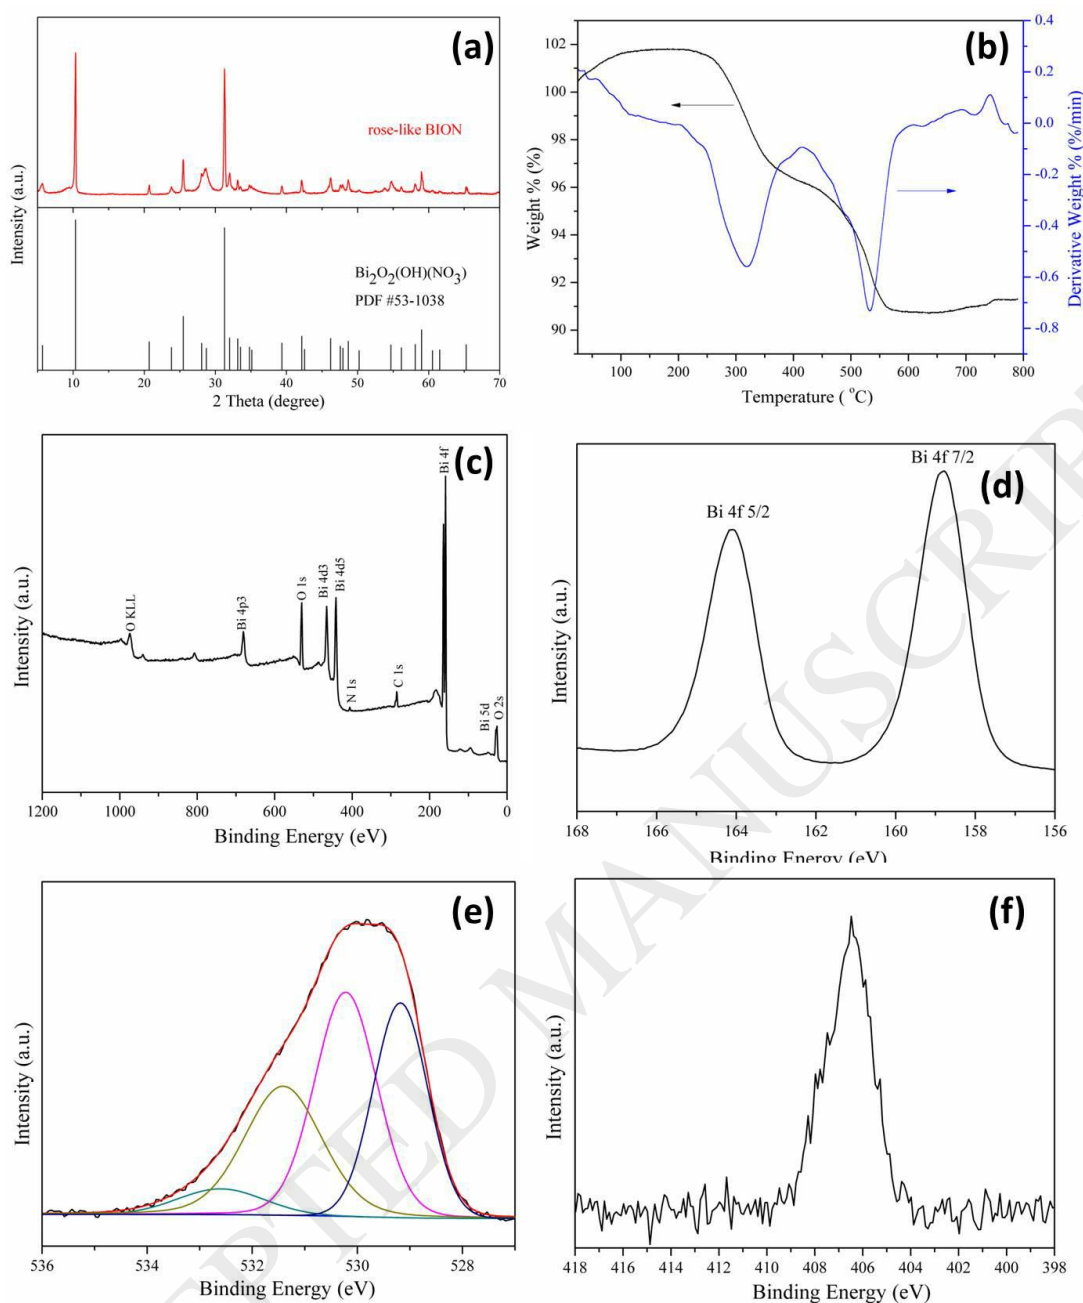 (a)
rose-like BION
Intensity (a.u.)
Bi₂O₂(OH)(NO₃)
PDF #53-1038
10 20 30 40 50 60 70
2 Theta (degree)
(b)
102
100
98
96
94
92
90
Weight % (%)
0.4
0.2
0.0
-0.2
-0.4
-0.6
-0.8
Derivative Weight % (%/min)
100 200 300 400 500 600 700 800
Temperature ( °C)
(c)
O KLL
Bi 4p3
O 1s
Bi 4d3
Bi 4d5
N 1s
C 1s
Bi 4f
Bi 5d
O 2s
Intensity (a.u.)
1200 1000 800 600 400 200 0
Binding Energy (eV)
(d)
Bi 4f 5/2
Bi 4f 7/2
Intensity (a.u.)
168 166 164 162 160 158 156
Binding Energy (eV)
(e)
Intensity (a.u.)
536 534 532 530 528
Binding Energy (eV)
(f)
Intensity (a.u.)
418 416 414 412 410 408 406 404 402 400 398
Binding Energy (eV)
PTED MANUSCRIP